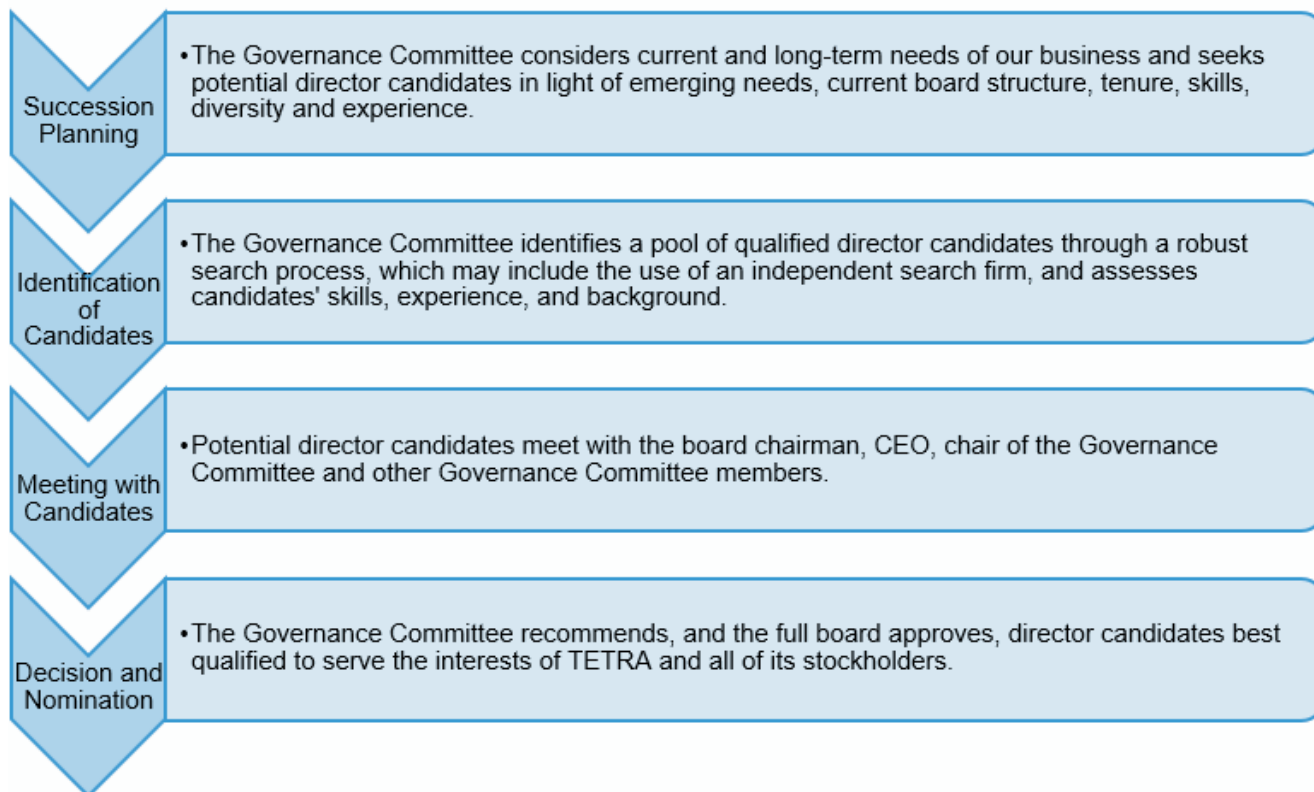 Succession
Planning
•The Governance Committee considers current and long-term needs of our business and seeks
potential director candidates in light of emerging needs, current board structure, tenure, skills,
diversity and experience.
Identification
of
Candidates
•The Governance Committee identifies a pool of qualified director candidates through a robust
search process, which may include the use of an independent search firm, and assesses
candidates' skills, experience, and background.
Meeting with
Candidates
•Potential director candidates meet with the board chairman, CEO, chair of the Governance
Committee and other Governance Committee members.
Decision and
Nomination
•The Governance Committee recommends, and the full board approves, director candidates best
qualified to serve the interests of TETRA and all of its stockholders.